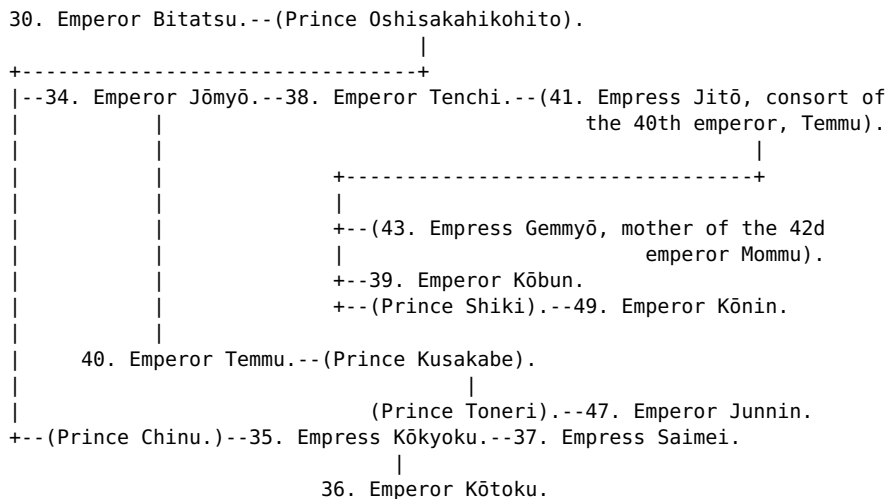 30. Emperor Bitatsu.--(Prince Oshisakahikohito).
                                  |
+----------------------------------+
|--34. Emperor Jōmyō.--38. Emperor Tenchi.--(41. Empress Jitō, consort of
|           |                                   the 40th emperor, Temmu).
|           |                                                 |
|           |              +----------------------------------+
|           |              |
|           |              +--(43. Empress Gemmyō, mother of the 42d
|           |              |                         emperor Mommu).
|           |              +--39. Emperor Kōbun.
|           |              +--(Prince Shiki).--49. Emperor Kōnin.
|           |
|     40. Emperor Temmu.--(Prince Kusakabe).
|                                      |
|                             (Prince Toneri).--47. Emperor Junnin.
+--(Prince Chinu.)--35. Empress Kōkyoku.--37. Empress Saimei.
                                |
                          36. Emperor Kōtoku.